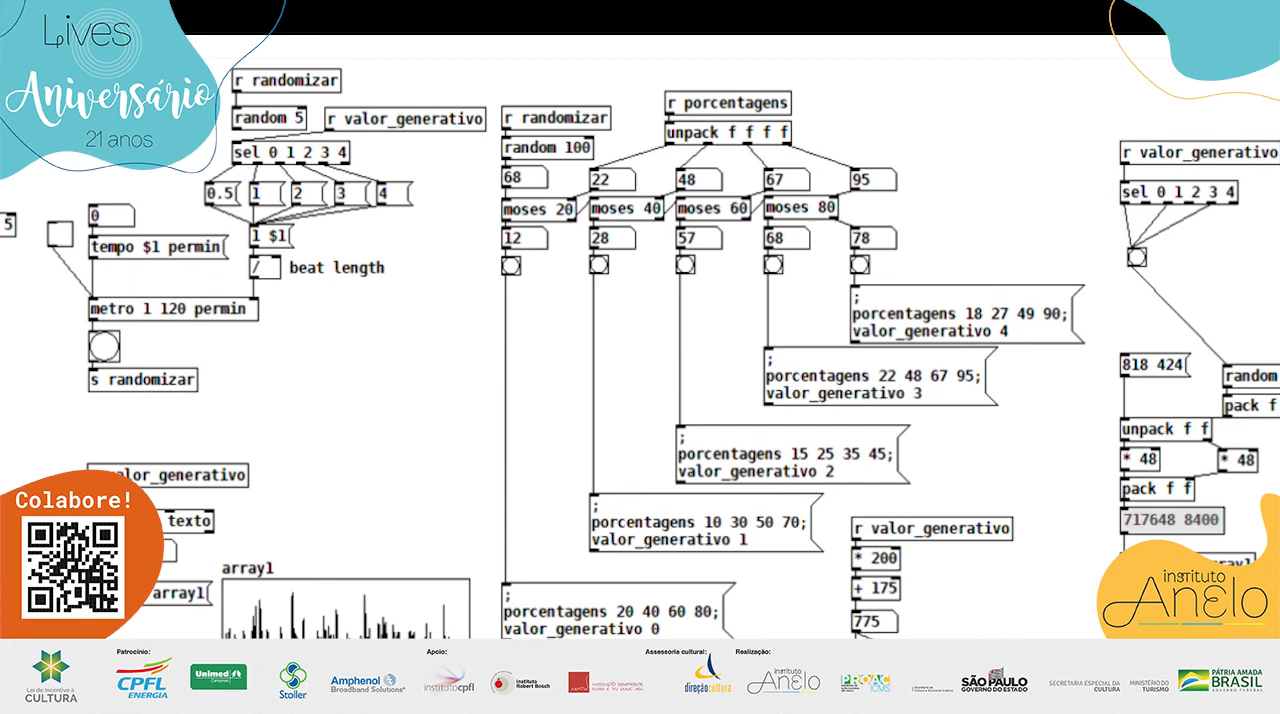 Lives
Aniversário
21 anos
r randomizar
random 5
r valor_generativo
sel 0 1 2 3 4
0.5
1
2
3
4
5
0
tempo $1 permin
1 $1
/
beat length
metro 1 120 permin
s randomizar
r randomizar
random 100
68
r porcentagens
unpack f f f f
22
48
67
95
moses 20
moses 40
moses 60
moses 80
12
28
57
68
78
;
porcentagens 18 27 49 90;
valor_generativo 4
;
porcentagens 22 48 67 95;
valor_generativo 3
;
porcentagens 15 25 35 45;
valor_generativo 2
;
porcentagens 10 30 50 70;
valor_generativo 1
;
porcentagens 20 40 60 80;
valor_generativo 0
r valor_generativo
* 200
+ 175
775
r valor_generativo
sel 0 1 2 3 4
818 424
random
pack f
unpack f f
* 48
* 48
pack f f
717648 8400
valor_generativo
texto
array1
array1
Colabore!
instituto
Anelo
Lei de Incentivo à
CULTURA
Patrocínio:
CPFL
ENERGIA
Unimed
Campinas
Stoller
Amphenol
Broadband Solutions
Apoio:
instituto cpfl
Instituto
Robert Bosch
Assessoria cultural:
direção cultura
Realização:
instituto
Anelo
PROAC
ICMS
SÃO PAULO
GOVERNO DO ESTADO
SECRETARIA ESPECIAL DA
CULTURA
MINISTÉRIO DO
TURISMO
PÁTRIA AMADA
BRASIL
GOVERNO FEDERAL